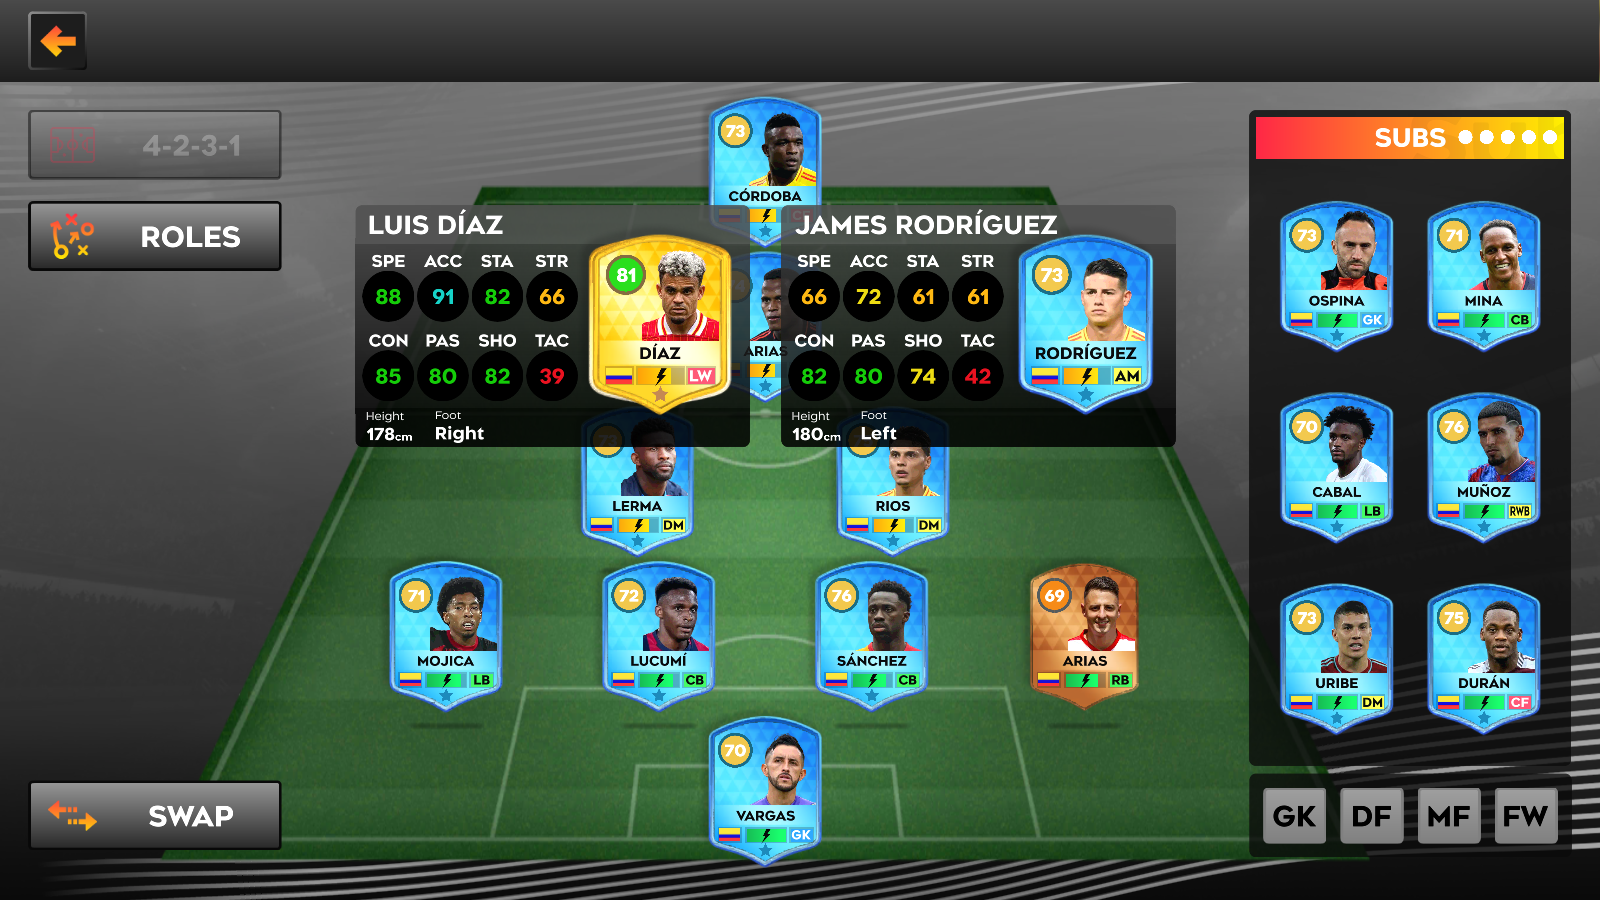 4-2-3-1
ROLES
SWAP
73
CÓRDOBA
LUIS DÍAZ
SPE ACC STA STR
88 91 82 66
CON PAS SHO TAC
85 80 82 39
Height Foot
178cm Right
81
DÍAZ
LW
ARIAS
JAMES RODRÍGUEZ
SPE ACC STA STR
66 72 61 61
CON PAS SHO TAC
82 80 74 42
Height Foot
180cm Left
73
RODRÍGUEZ
AM
LERMA
DM
RIOS
DM
71
MOJICA
LB
72
LUCUMÍ
CB
76
SÁNCHEZ
CB
69
ARIAS
RB
70
VARGAS
GK
SUBS
73
OSPINA
GK
71
MINA
CB
70
CABAL
LB
76
MUÑOZ
RWB
73
URIBE
DM
75
DURÁN
CF
GK DF MF FW